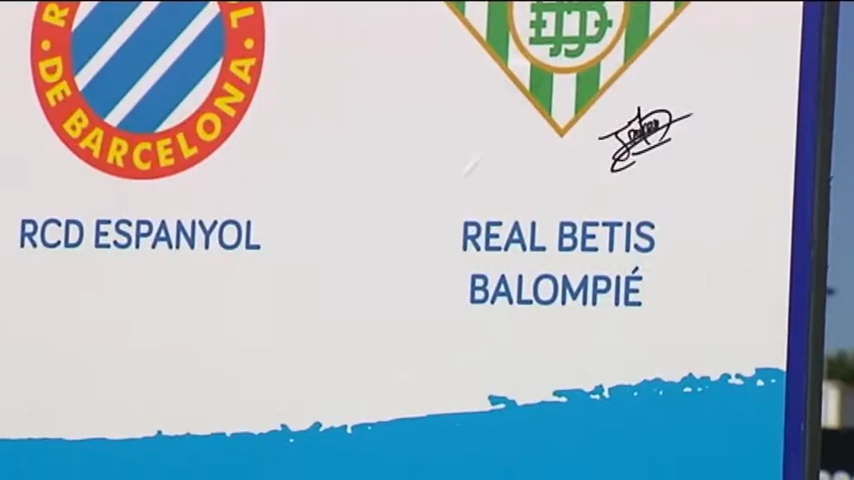 DE BARCELONA
RCD ESPANYOL
REAL BETIS
BALOMPIÉ